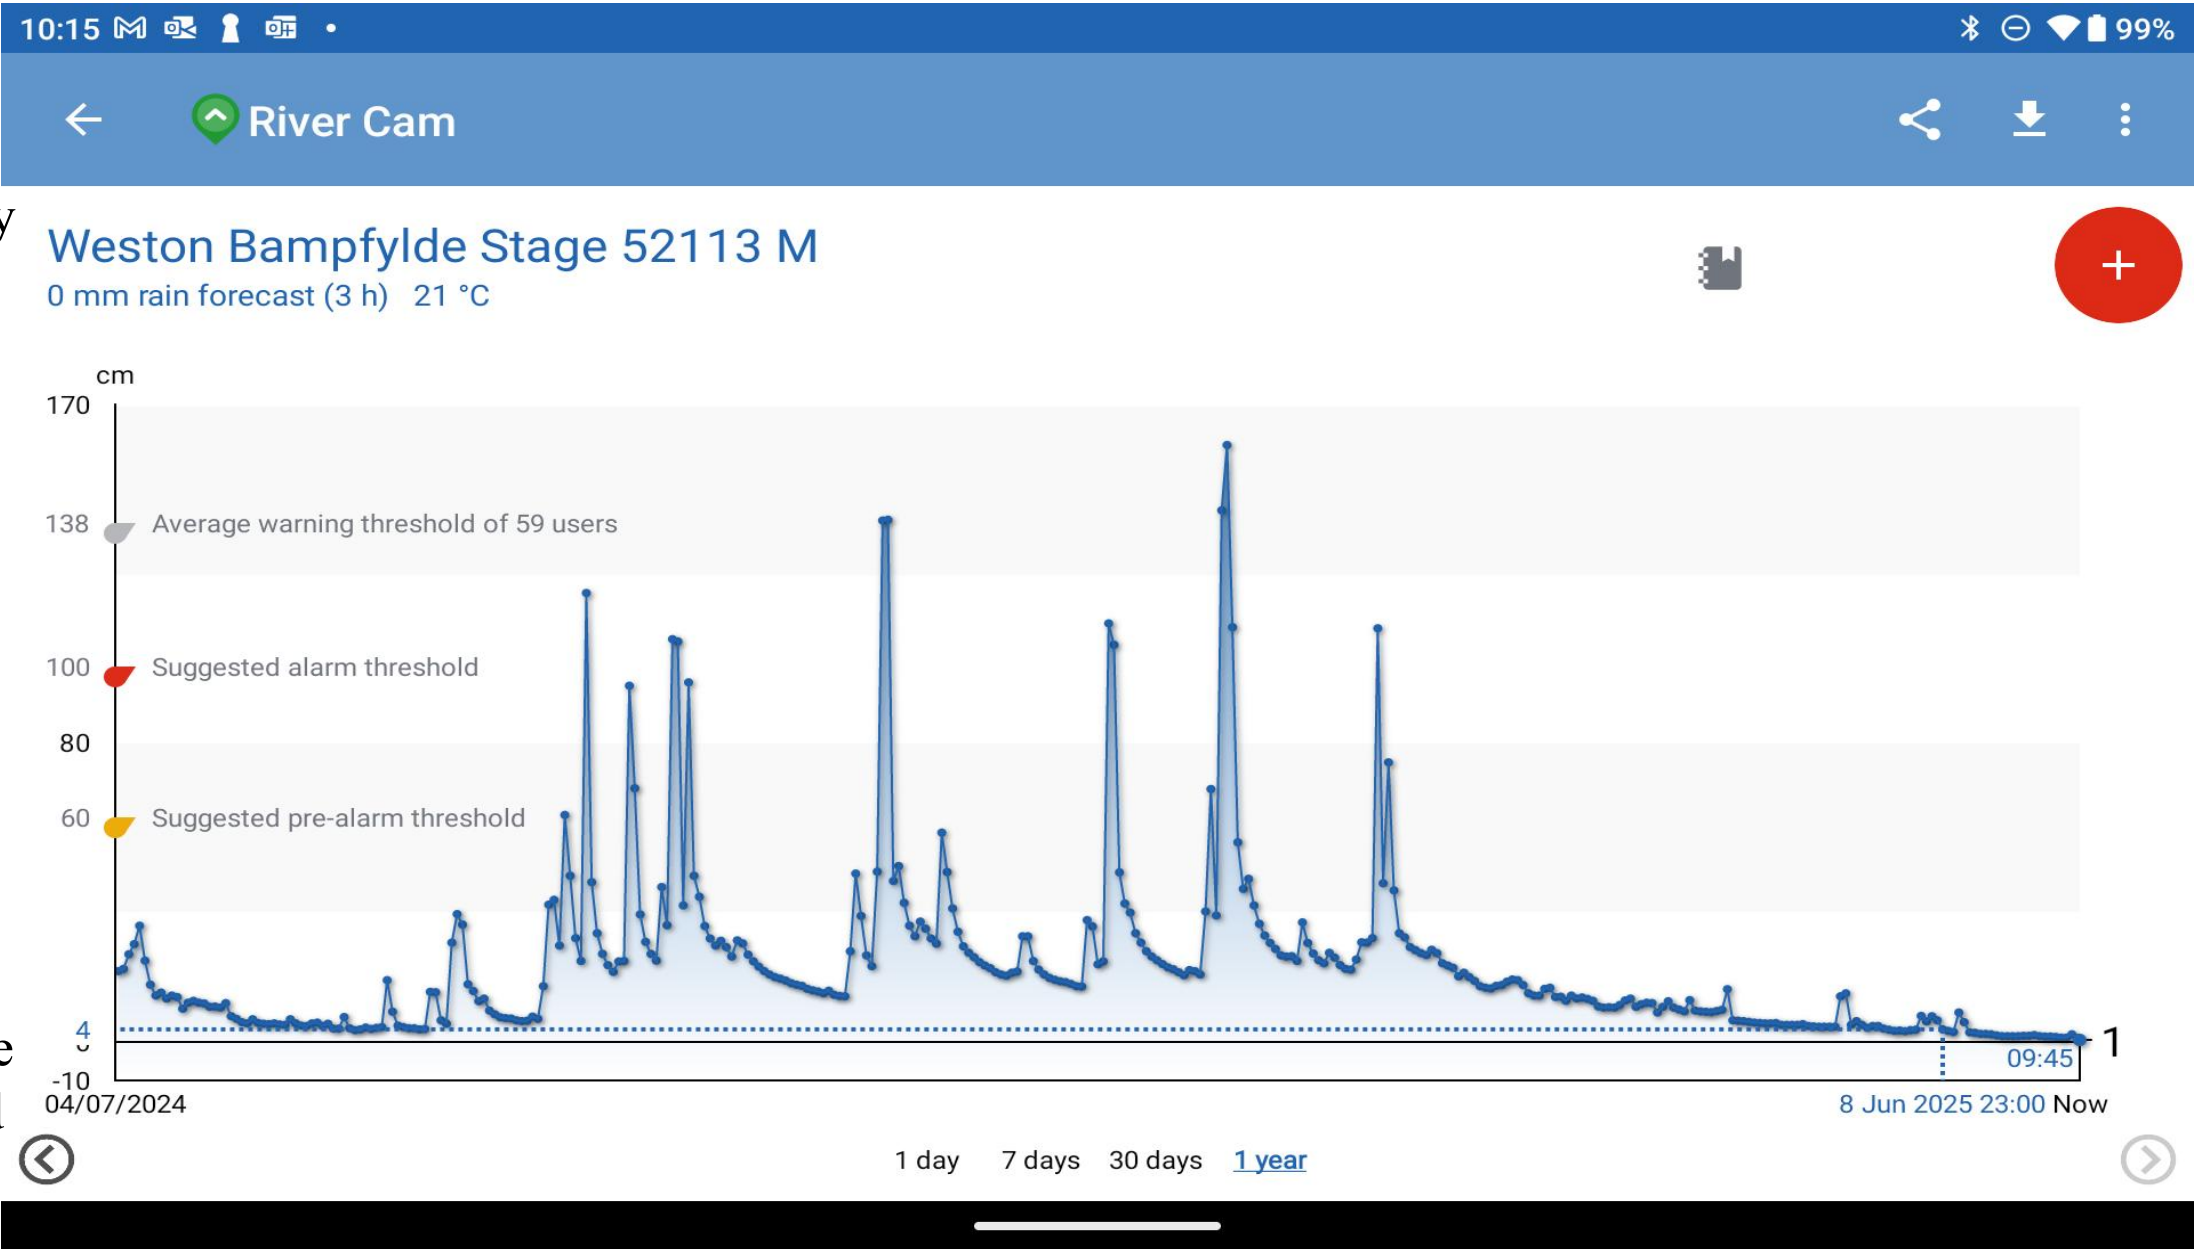 10:15 99%
River Cam
y
Weston Bampfylde Stage 52113 M
0 mm rain forecast (3 h) 21 °C
cm
170
138 Average warning threshold of 59 users
100 Suggested alarm threshold
80
60 Suggested pre-alarm threshold
4
e
1
09:45
-10
04/07/2024 8 Jun 2025 23:00 Now
1 day 7 days 30 days 1 year